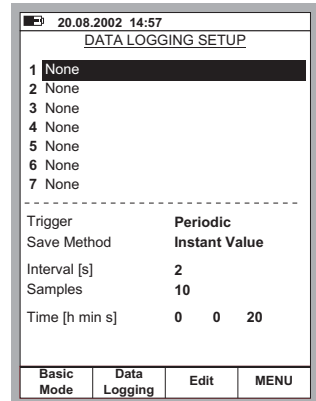 20.08.2002 14:57
DATA LOGGING SETUP
1 None
2 None
3 None
4 None
5 None
6 None
7 None
Trigger Periodic
Save Method Instant Value
Interval [s] 2
Samples 10
Time [h min s] 0 0 20
Basic Mode Data Logging Edit MENU